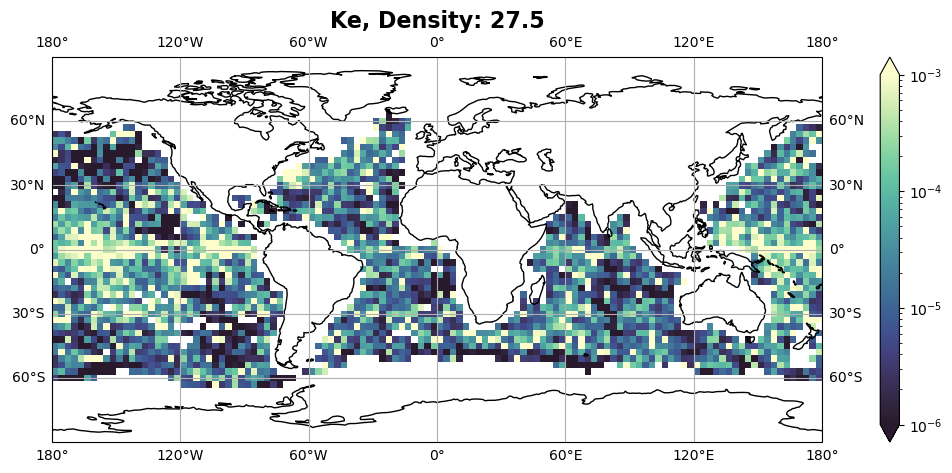 Ke, Density: 27.5
180° 120°W 60°W 0° 60°E 120°E 180°
60°N 60°N
30°N 30°N
0° 0°
30°S 30°S
60°S 60°S
180° 120°W 60°W 0° 60°E 120°E 180°
10⁻³
10⁻⁴
10⁻⁵
10⁻⁶